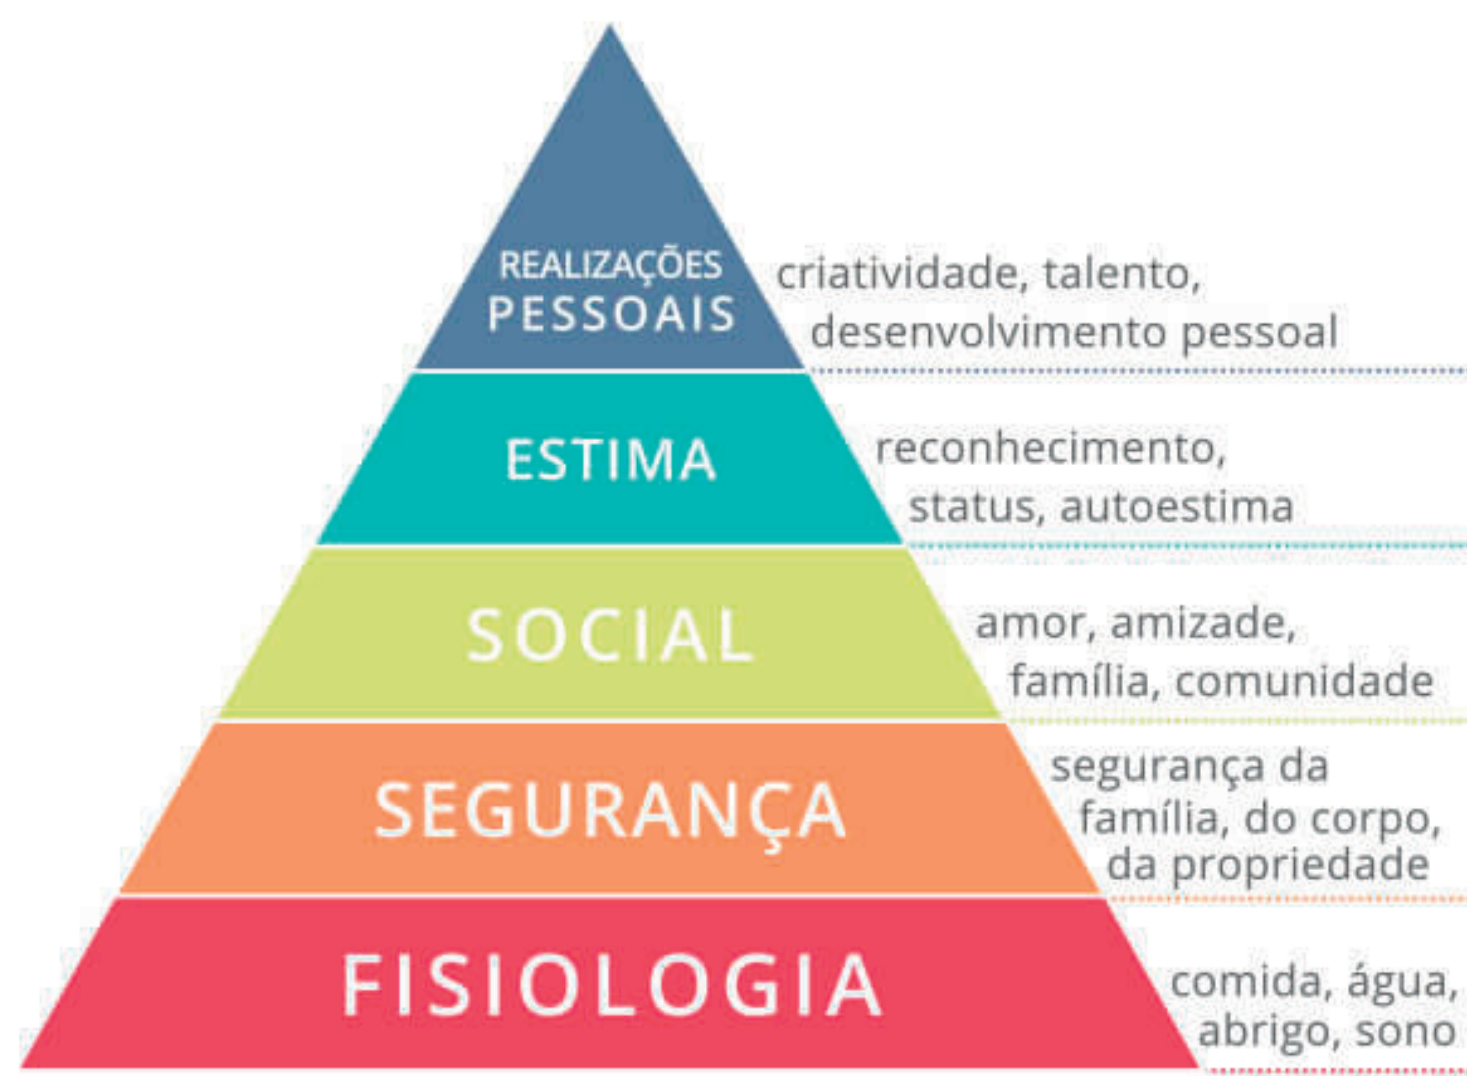 REALIZAÇÕES
PESSOAIS
criatividade, talento,
desenvolvimento pessoal
ESTIMA
reconhecimento,
status, autoestima
SOCIAL
amor, amizade,
família, comunidade
SEGURANÇA
segurança da
família, do corpo,
da propriedade
FISIOLOGIA
comida, água,
abrigo, sono